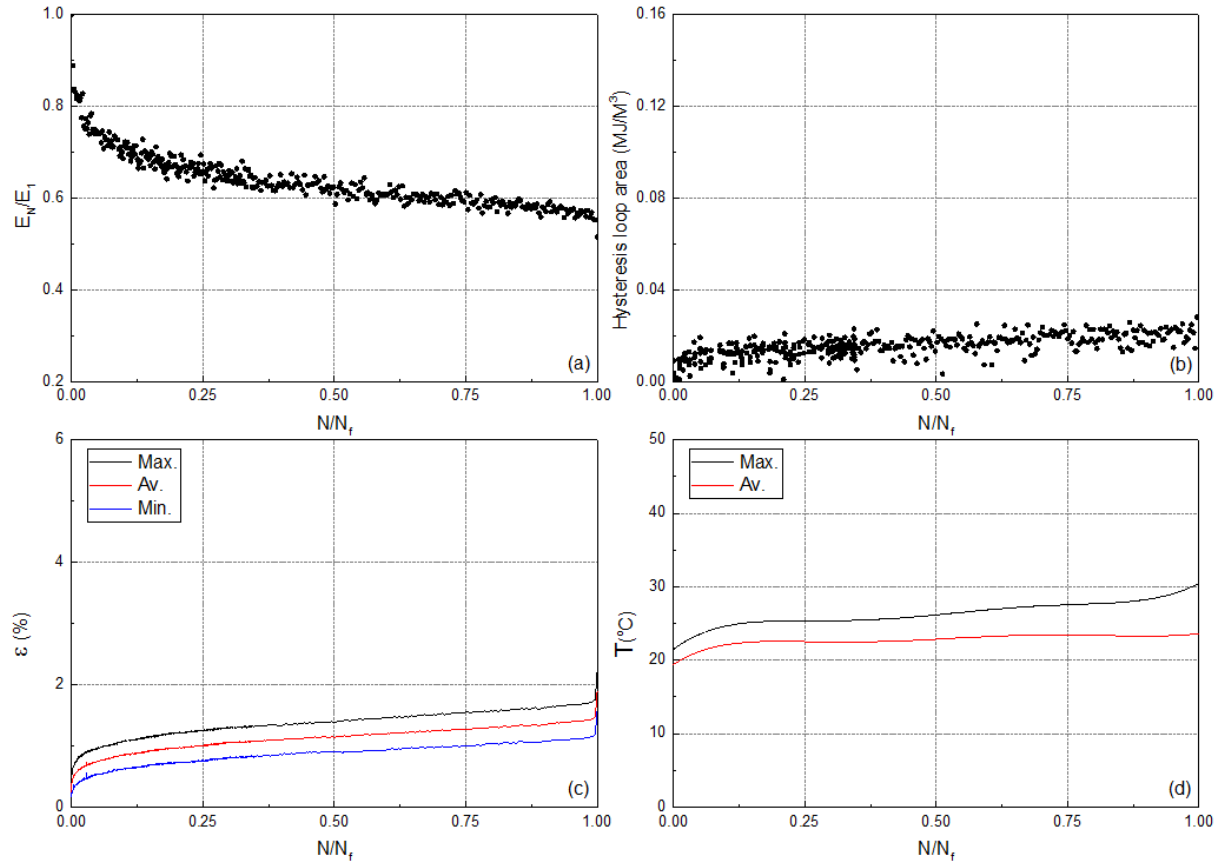 1.0
0.8
0.6
0.4
0.2
E_N/E_1
0.00 0.25 0.50 0.75 1.00
N/N_f
(a)
0.16
0.12
0.08
0.04
0.00
Hysteresis loop area (MJ/M³)
0.00 0.25 0.50 0.75 1.00
N/N_f
(b)
6
4
2
0
ε (%)
Max.
Av.
Min.
0.00 0.25 0.50 0.75 1.00
N/N_f
(c)
50
40
30
20
10
0
T(°C)
Max.
Av.
0.00 0.25 0.50 0.75 1.00
N/N_f
(d)